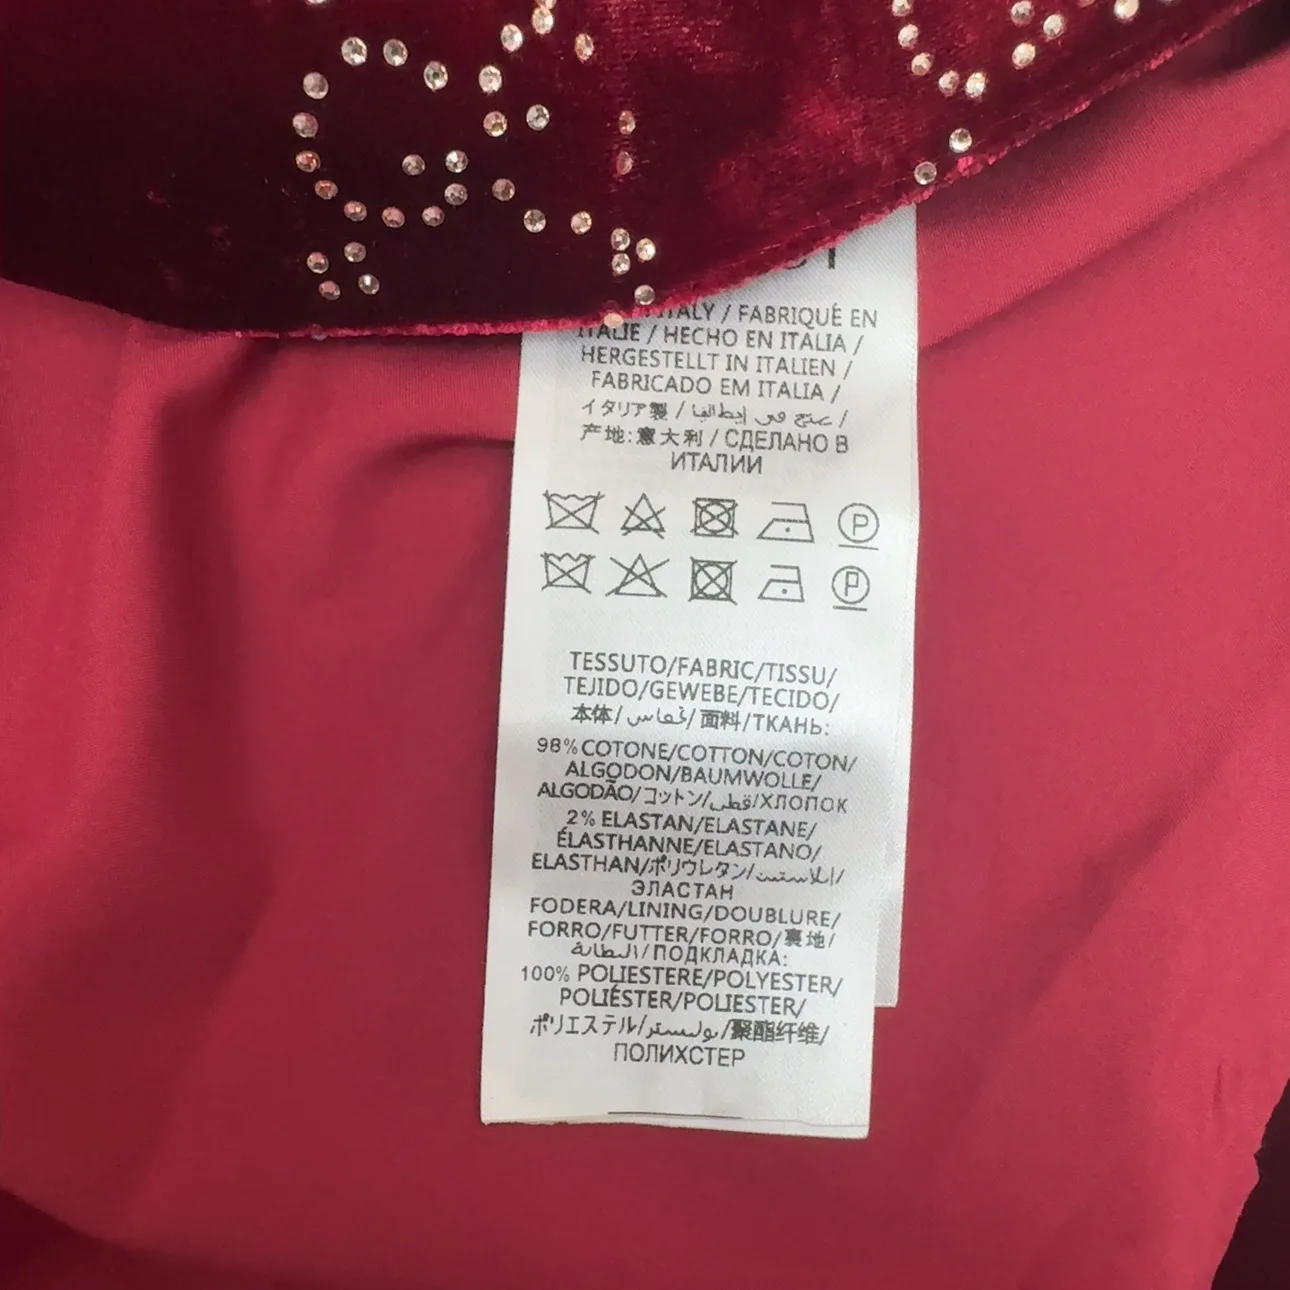 ITALY / FABRIQUÉ EN
ITALIE / HECHO EN ITALIA /
HERGESTELLT IN ITALIEN /
FABRICADO EM ITALIA /
イタリア製 / صنع في إيطاليا /
产地:意大利 / СДЕЛАНО В
ИТАЛИИ
P
P
TESSUTO/FABRIC/TISSU/
TEJIDO/GEWEBE/TECIDO/
本体/قماس/面料/ТКАНЬ:
98% COTONE/COTTON/COTON/
ALGODON/BAUMWOLLE/
ALGODÃO/コットン/قطن/ХЛОПОК
2% ELASTAN/ELASTANE/
ÉLASTHANNE/ELASTANO/
ELASTHAN/ポリウレタン/إيلاستين/
ЭЛАСТАН
FODERA/LINING/DOUBLURE/
FORRO/FUTTER/FORRO/裏地/
البطانة/ПОДКЛАДКА:
100% POLIESTERE/POLYESTER/
POLIÉSTER/POLIESTER/
ポリエステル/بوليستر/聚酯纤维/
ПОЛИХСТЕР